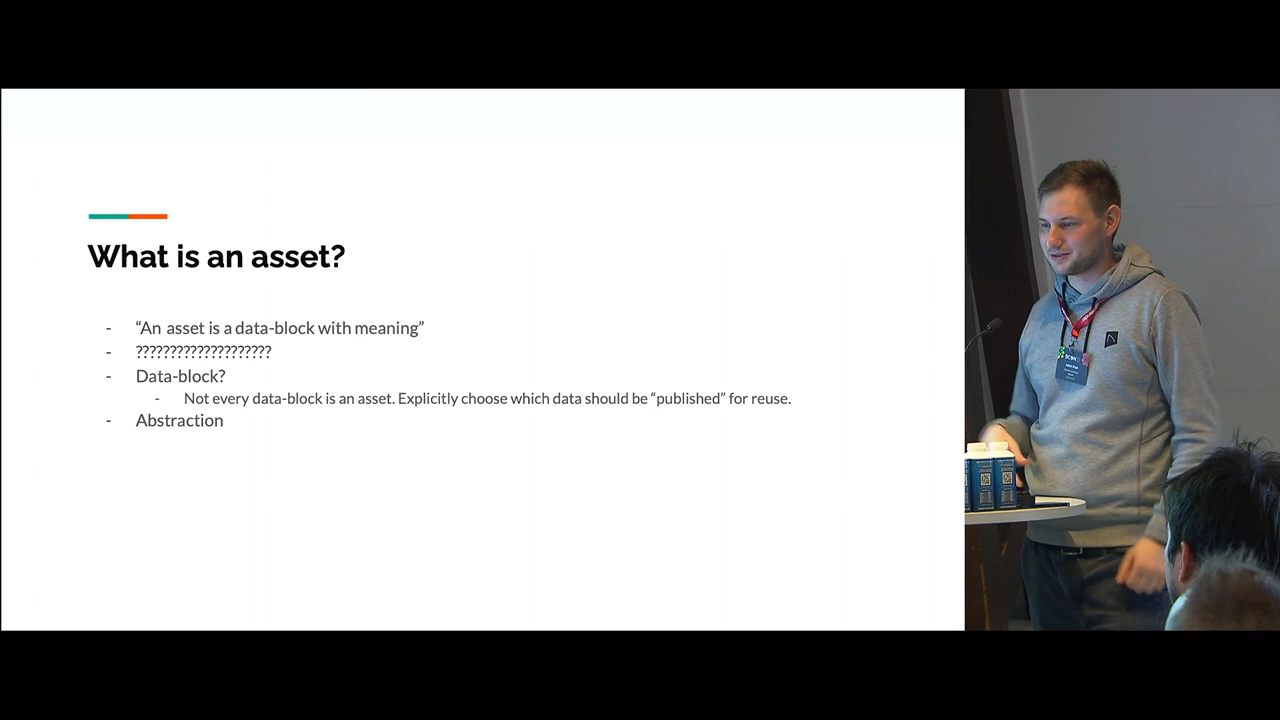 What is an asset?
- “An asset is a data-block with meaning”
- ????????????????????
- Data-block?
- Not every data-block is an asset. Explicitly choose which data should be “published” for reuse.
- Abstraction